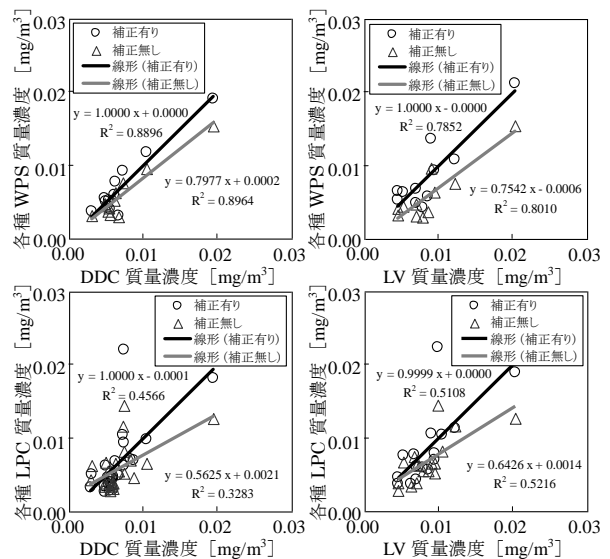 各種 WPS 質量濃度 [mg/m³]
0.03
0.02
0.01
0.00
補正有り
補正無し
線形 (補正有り)
線形 (補正無し)
y = 1.0000 x + 0.0000
R² = 0.8896
y = 0.7977 x + 0.0002
R² = 0.8964
0.00 0.01 0.02 0.03
DDC 質量濃度 [mg/m³]
各種 WPS 質量濃度 [mg/m³]
0.03
0.02
0.01
0.00
補正有り
補正無し
線形 (補正有り)
線形 (補正無し)
y = 1.0000 x - 0.0000
R² = 0.7852
y = 0.7542 x - 0.0006
R² = 0.8010
0.00 0.01 0.02 0.03
LV 質量濃度 [mg/m³]
各種 LPC 質量濃度 [mg/m³]
0.03
0.02
0.01
0.00
補正有り
補正無し
線形 (補正有り)
線形 (補正無し)
y = 1.0000 x - 0.0001
R² = 0.4566
y = 0.5625 x + 0.0021
R² = 0.3283
0.00 0.01 0.02 0.03
DDC 質量濃度 [mg/m³]
各種 LPC 質量濃度 [mg/m³]
0.03
0.02
0.01
0.00
補正有り
補正無し
線形 (補正有り)
線形 (補正無し)
y = 0.9999 x + 0.0000
R² = 0.5108
y = 0.6426 x + 0.0014
R² = 0.5216
0.00 0.01 0.02 0.03
LV 質量濃度 [mg/m³]